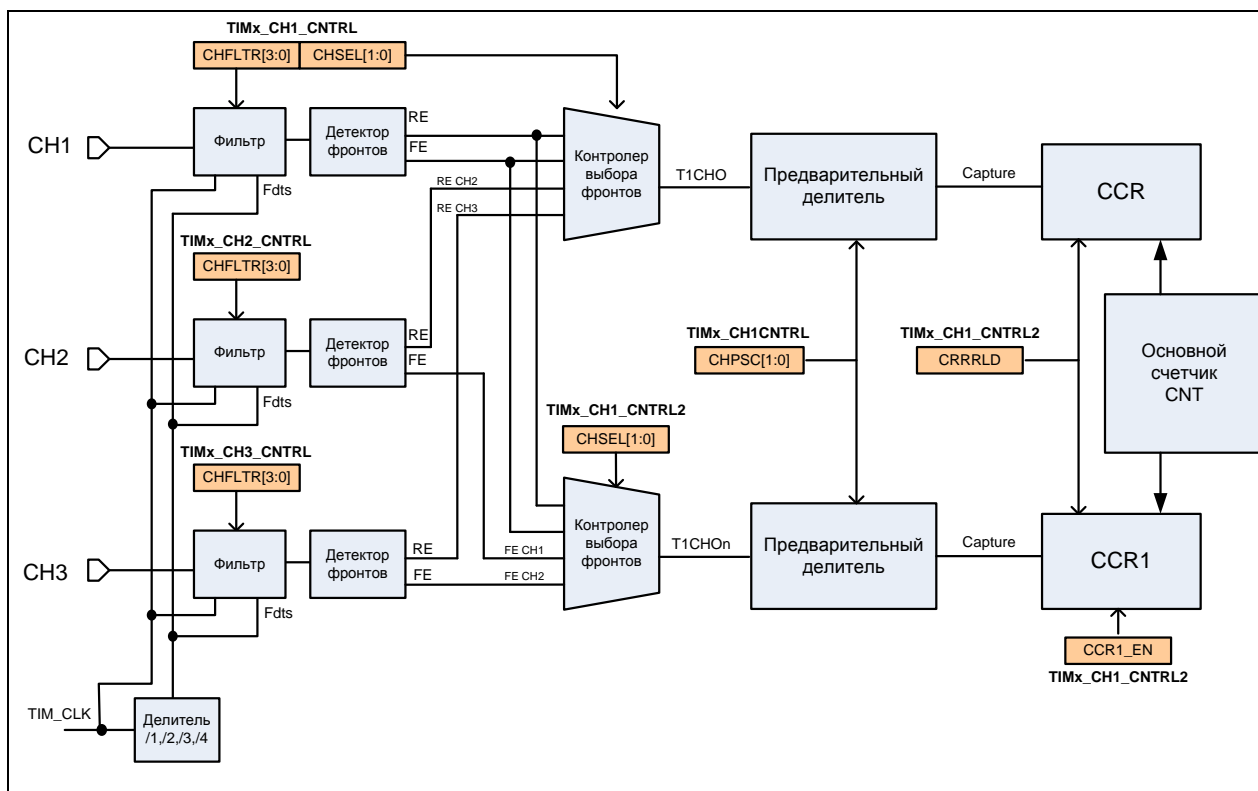 TIMx_CH1_CNTRL
CHFLTR[3:0]
CHSEL[1:0]
CH1
Фильтр
Fdts
Детектор
фронтов
RE
FE
RE CH2
RE CH3
Контролер
выбора
фронтов
T1CHO
Предварительный
делитель
Capture
CCR
TIMx_CH2_CNTRL
CHFLTR[3:0]
CH2
Фильтр
Fdts
Детектор
фронтов
RE
FE
TIMx_CH1CNTRL
CHPSC[1:0]
TIMx_CH1_CNTRL2
CRRRLD
Основной
счетчик
CNT
TIMx_CH1_CNTRL2
CHSEL[1:0]
TIMx_CH3_CNTRL
CHFLTR[3:0]
CH3
Фильтр
Fdts
Детектор
фронтов
RE
FE
FE CH1
FE CH2
Контролер
выбора
фронтов
T1CHOn
Предварительный
делитель
Capture
CCR1
CCR1_EN
TIMx_CH1_CNTRL2
TIM_CLK
Делитель
/1,/2,/3,/4